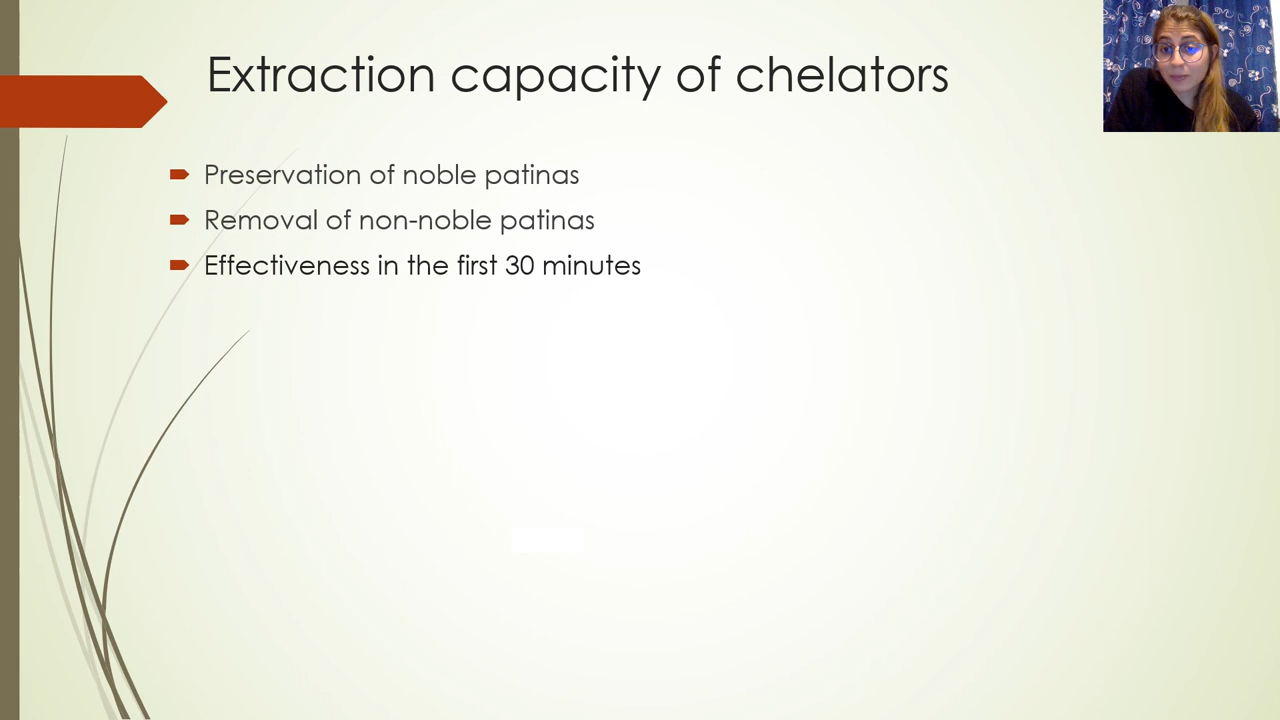 Extraction capacity of chelators
Preservation of noble patinas
Removal of non-noble patinas
Effectiveness in the first 30 minutes